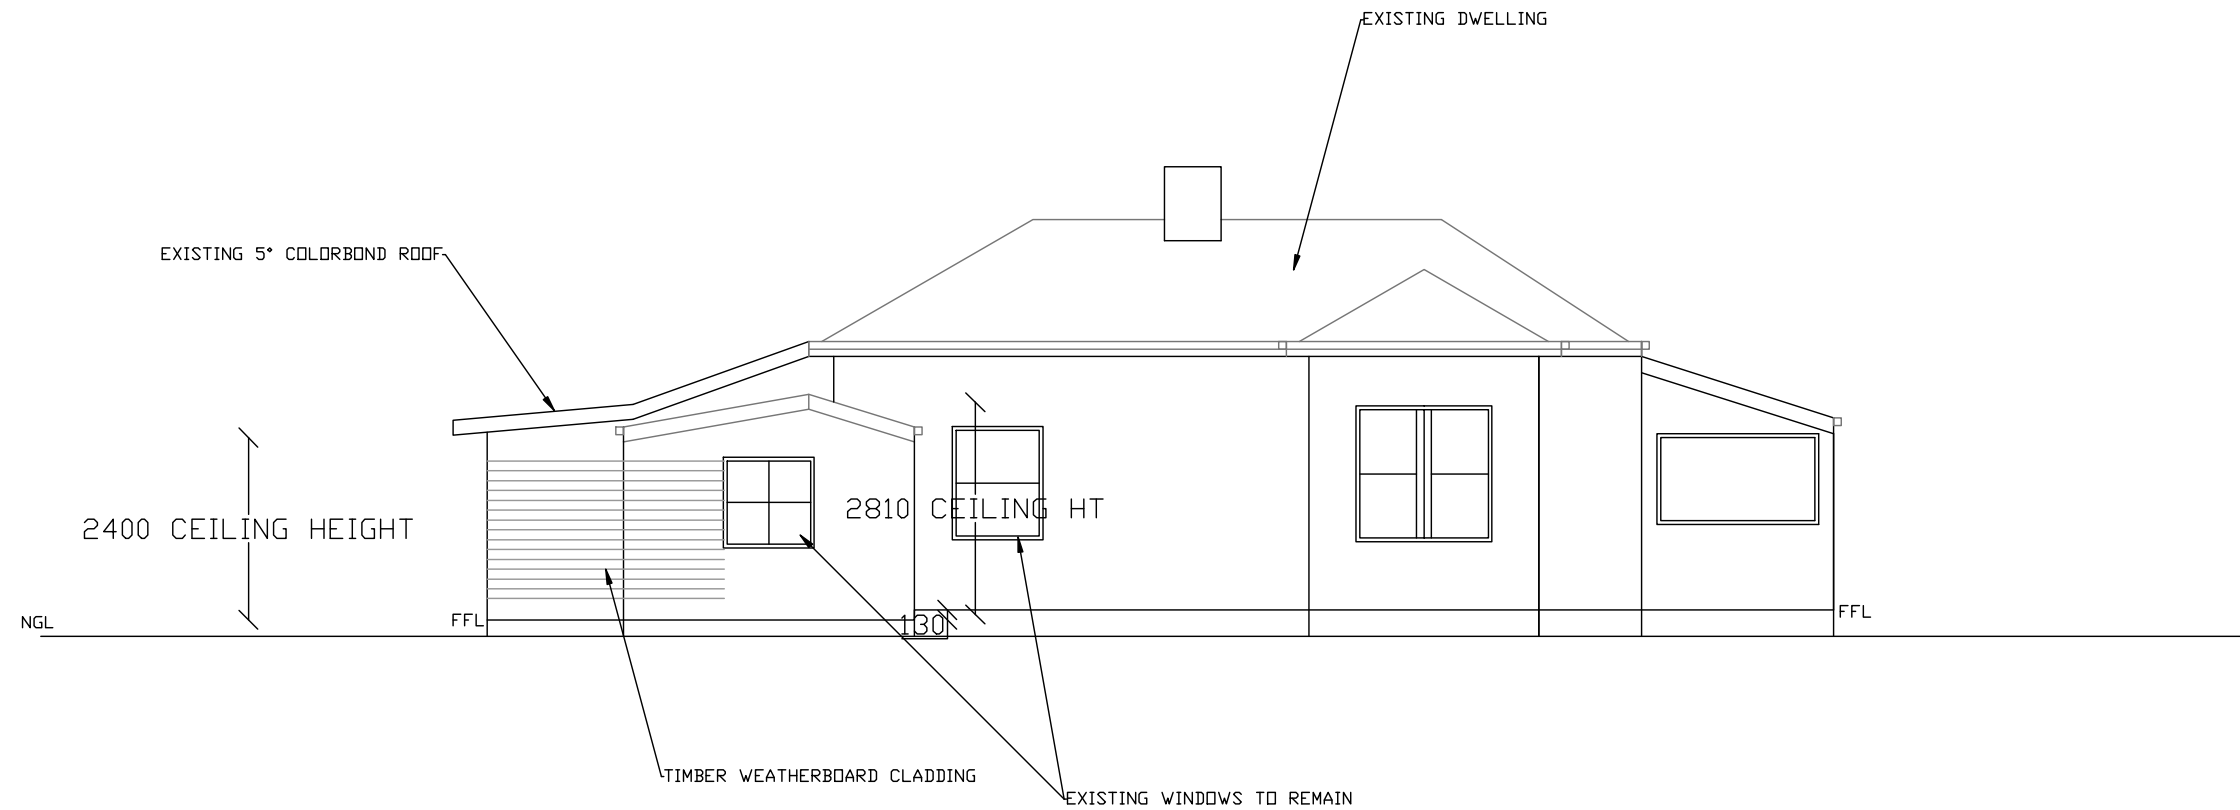 EXISTING DWELLING
EXISTING 5° COLORBOND ROOF
2810 CEILING HT
2400 CEILING HEIGHT
FFL
FFL
NGL
130
TIMBER WEATHERBOARD CLADDING
EXISTING WINDOWS TO REMAIN